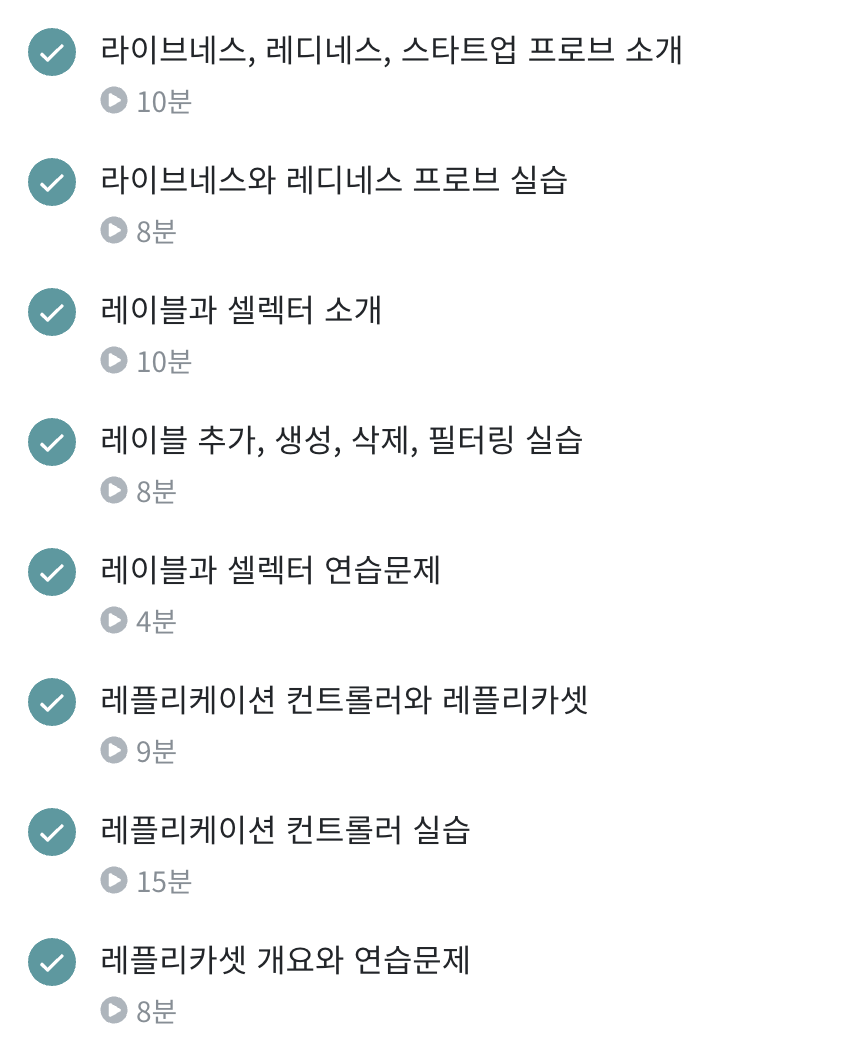 라이브네스, 레디네스, 스타트업 프로브 소개
10분
라이브네스와 레디네스 프로브 실습
8분
레이블과 셀렉터 소개
10분
레이블 추가, 생성, 삭제, 필터링 실습
8분
레이블과 셀렉터 연습문제
4분
레플리케이션 컨트롤러와 레플리카셋
9분
레플리케이션 컨트롤러 실습
15분
레플리카셋 개요와 연습문제
8분